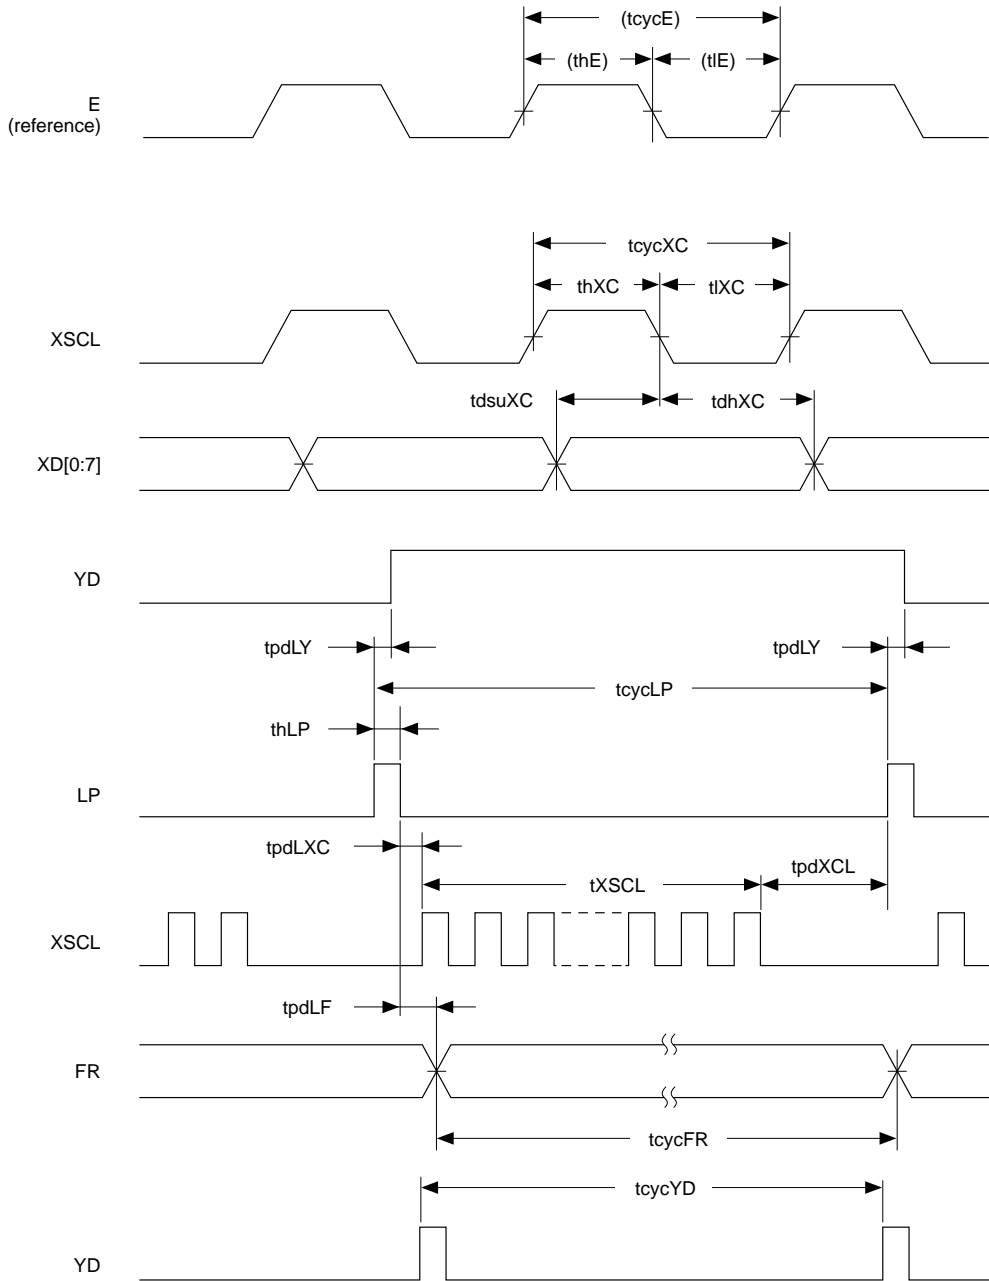 (tcycE)
(thE) (tlE)
E
(reference)
tcycXC
thXC tlXC
XSCL
tdsuXC tdhXC
XD[0:7]
YD
tpdLY tpdLY
tcycLP
thLP
LP
tpdLXC tpdXCL
tXSCL
XSCL
tpdLF
FR
tcycFR
tcycYD
YD